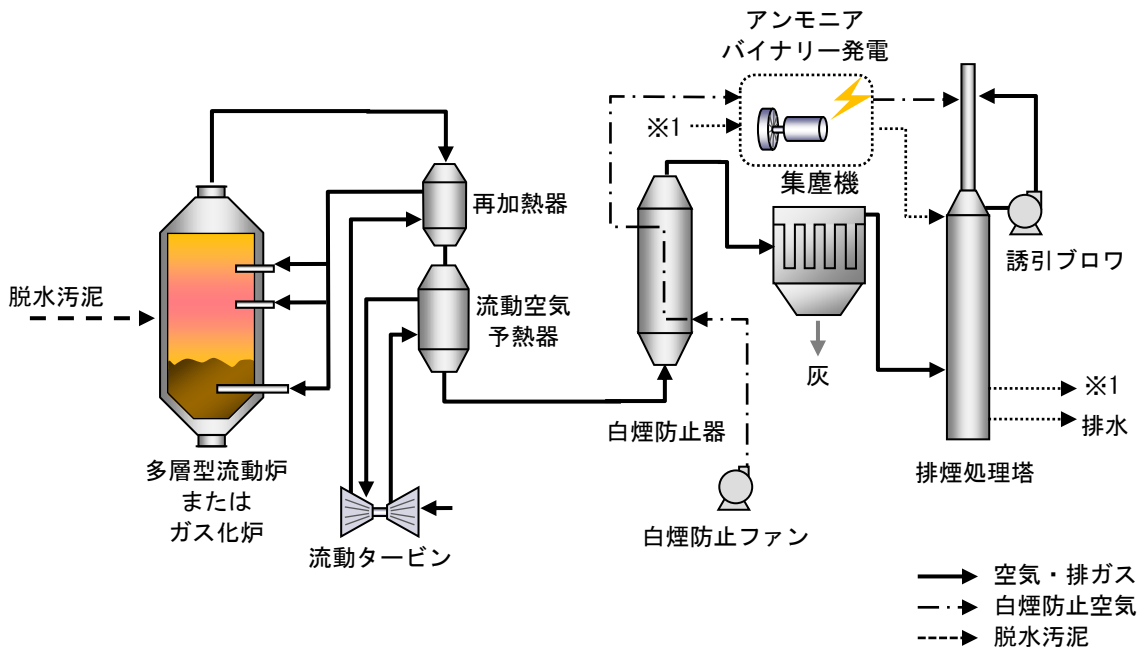 アンモニア
バイナリー発電
※1
集塵機
再加熱器
誘引ブロワ
脱水汚泥
流動空気
予熱器
灰
※1
排水
白煙防止器
排煙処理塔
多層型流動炉
または
ガス化炉
流動タービン
白煙防止ファン
空気・排ガス
白煙防止空気
脱水汚泥